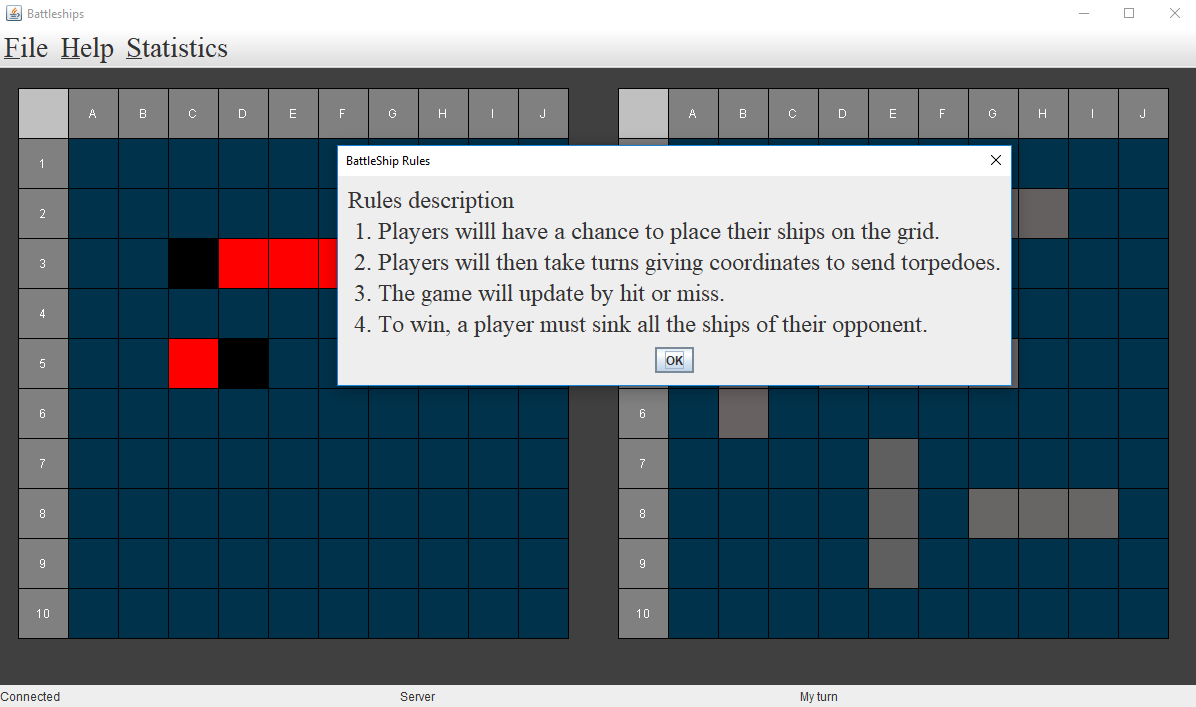 Battleships
File Help Statistics
A B C D E F G H I J
A B C D E F G H I J
1
BattleShip Rules
2
Rules description
1. Players willl have a chance to place their ships on the grid.
3
2. Players will then take turns giving coordinates to send torpedoes.
3. The game will update by hit or miss.
4
4. To win, a player must sink all the ships of their opponent.
5
OK
6
6
7
7
8
8
9
9
10
10
Connected
Server
My turn